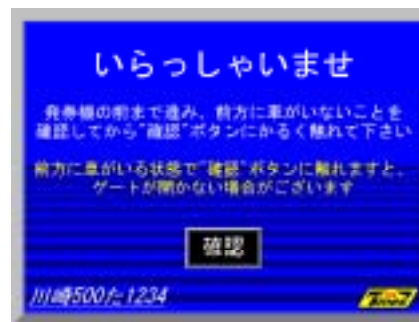 いらっしゃいませ
発券機の前まで進み、前方に車がいないことを
確認してから"確認"ボタンにかるく触れて下さい
前方に車がいる状態で"確認"ボタンに触れますと、
ゲートが開かない場合がございます
確認
川崎500た1234